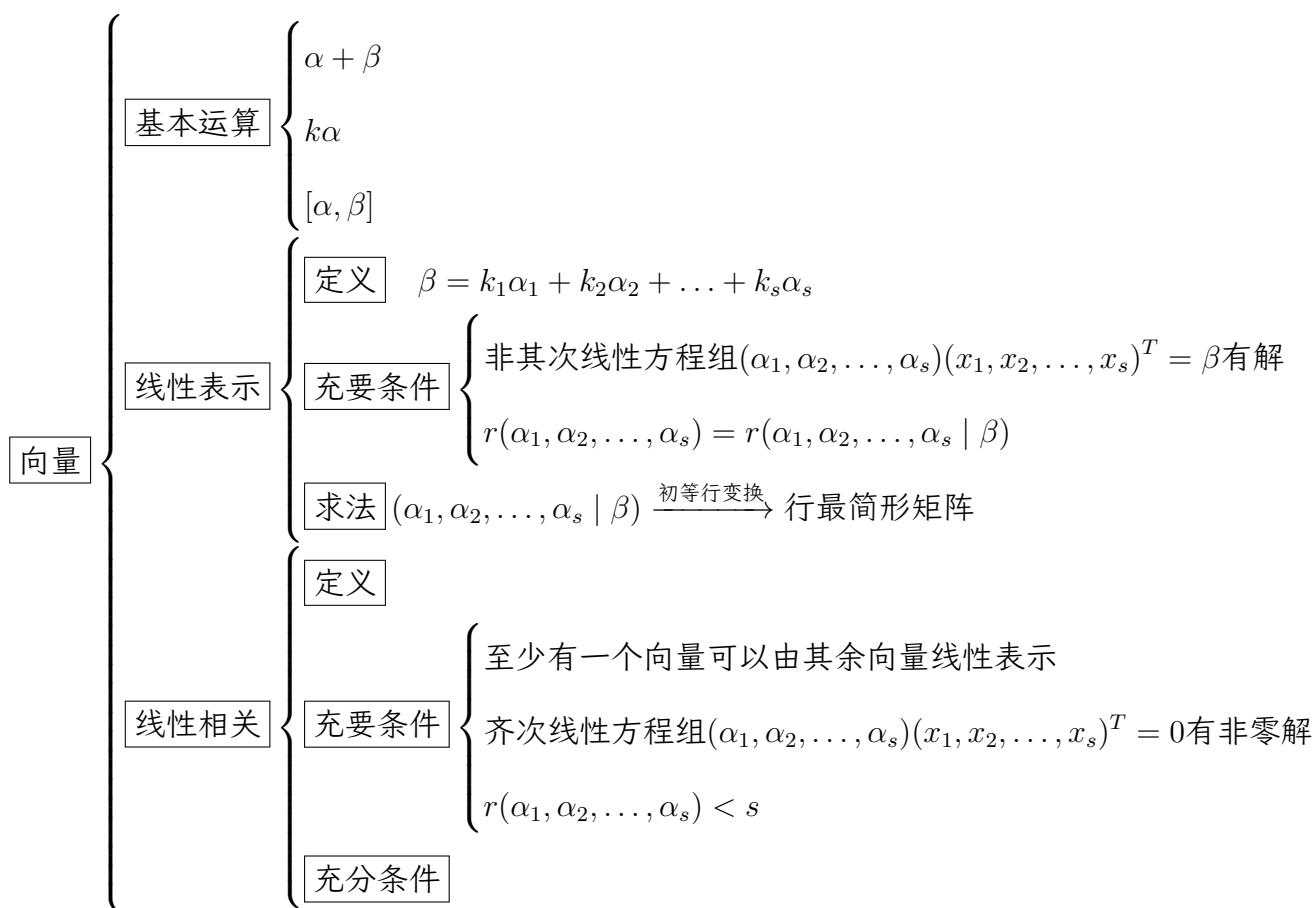 向量
基本运算
α + β
kα
[α, β]
线性表示
定义 β = k₁α₁ + k₂α₂ + . . . + kₛαₛ
充要条件
非其次线性方程组(α₁, α₂, . . . , αₛ)(x₁, x₂, . . . , xₛ)ᵀ = β有解
r(α₁, α₂, . . . , αₛ) = r(α₁, α₂, . . . , αₛ | β)
求法 (α₁, α₂, . . . , αₛ | β) 初等行变换→ 行最简形矩阵
线性相关
定义
充要条件
至少有一个向量可以由其余向量线性表示
齐次线性方程组(α₁, α₂, . . . , αₛ)(x₁, x₂, . . . , xₛ)ᵀ = 0有非零解
r(α₁, α₂, . . . , αₛ) < s
充分条件